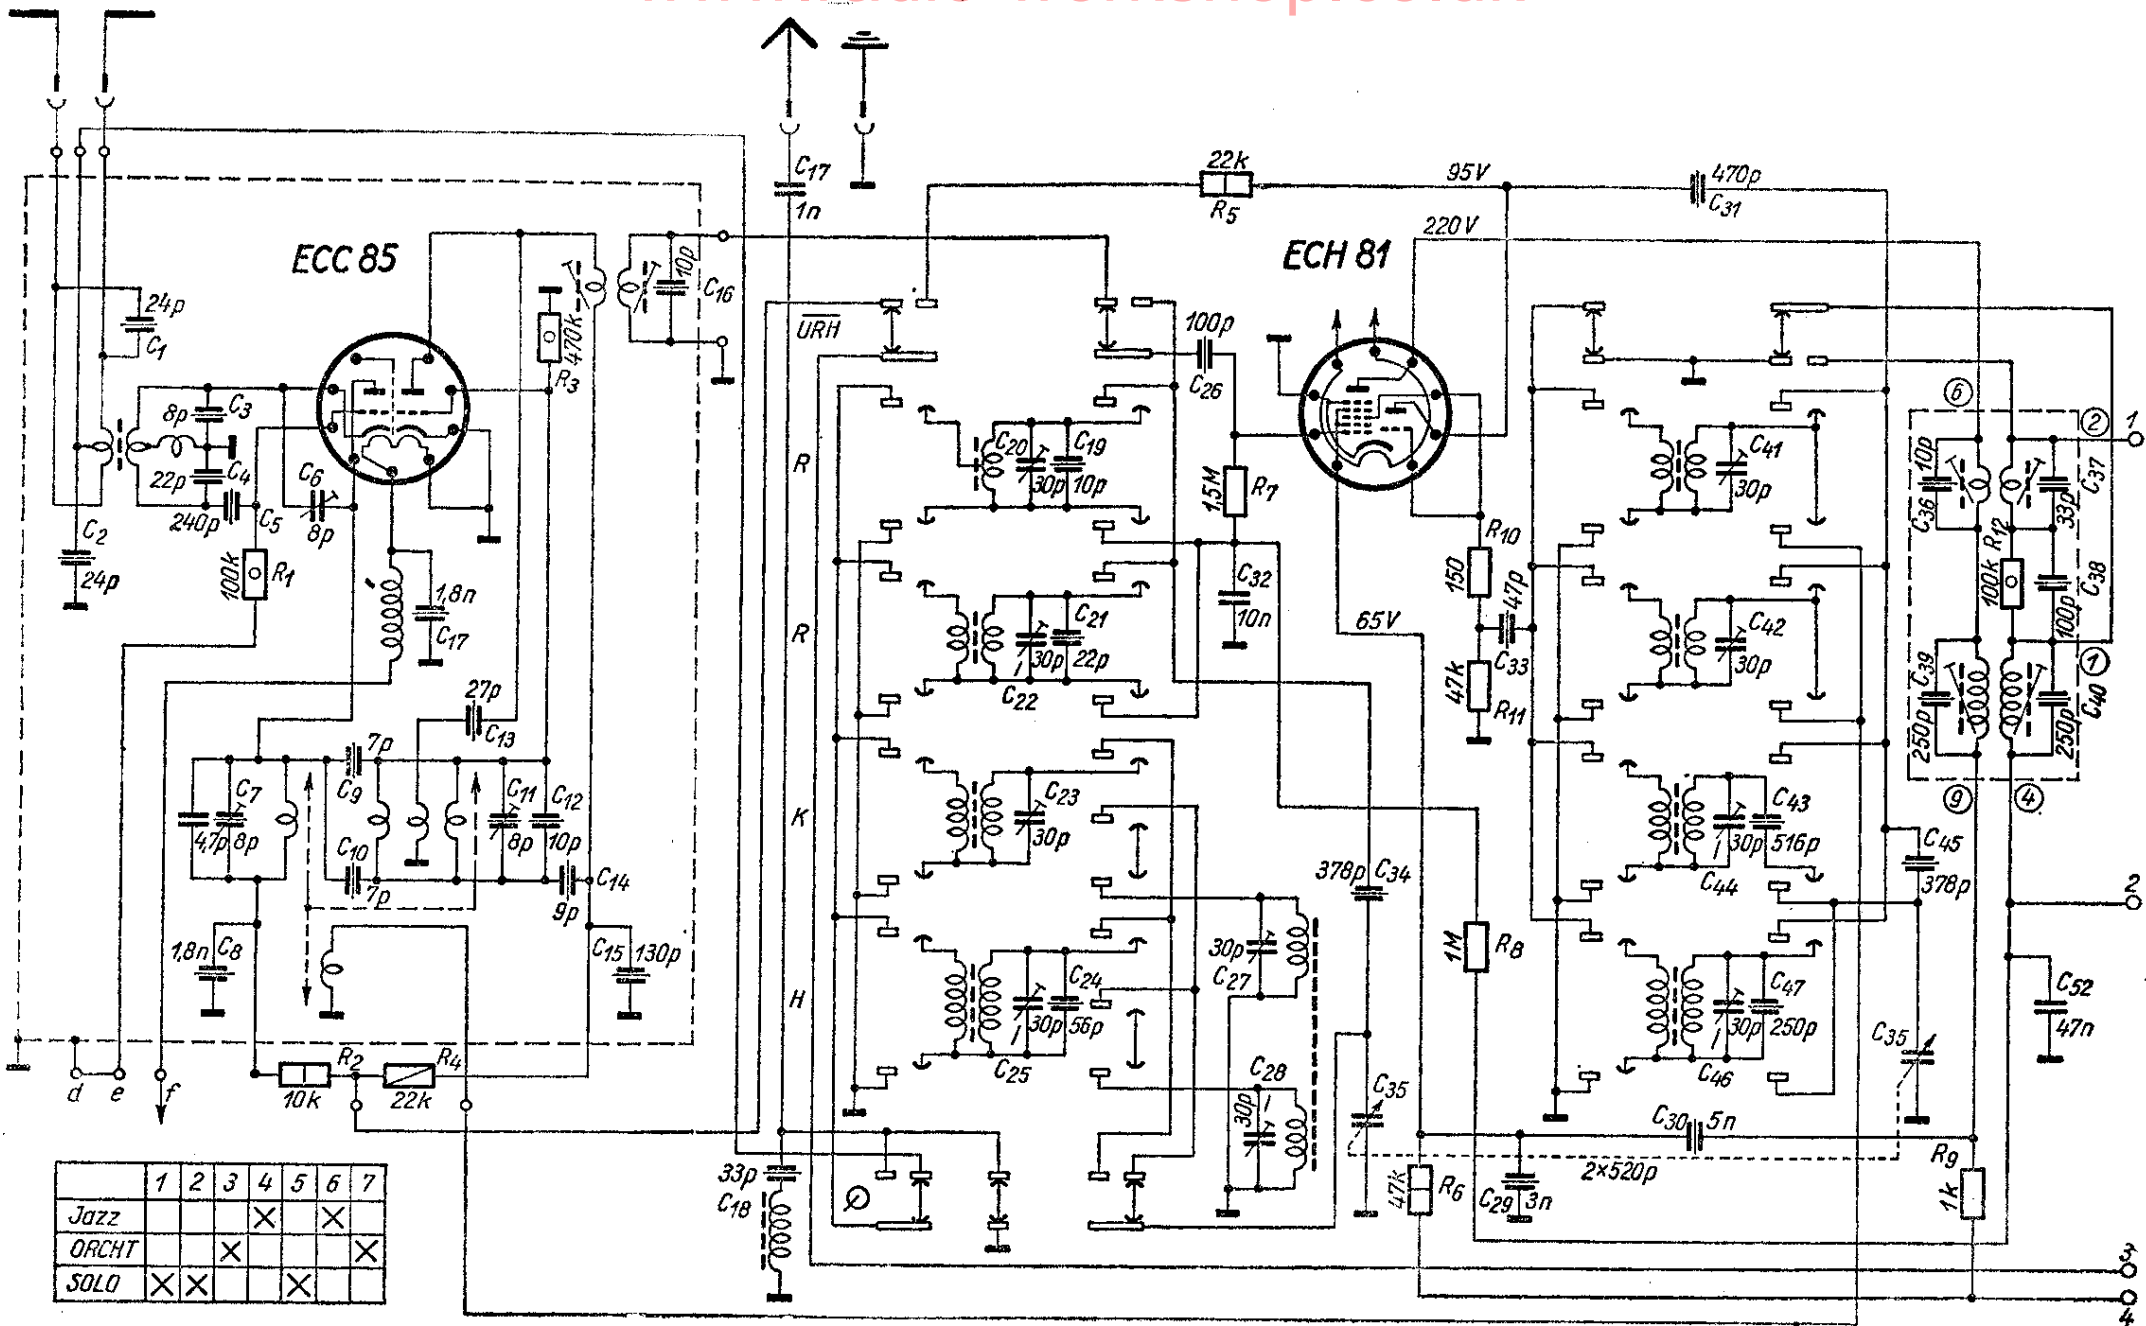 ECC 85
24p
C1
8p
C3
22p
C4
240p
C5
C6
8p
C2
24p
100k
R1
470k
R3
10p
C16
1,8n
C17
27p
C13
7p
C9
C7
4,7p
8p
C10
7p
C11
8p
C12
10p
C14
9p
1,8n
C8
C15
130p
d
e
f
R2
10k
R4
22k
1 2 3 4 5 6 7
Jazz X X
ORCHT X X
SOLO X X X
C17
1n
URH
R
R
K
H
33p
C18
22k
R5
95V
470p
C31
220V
ECH 81
100p
C26
C20
30p
C19
10p
1,5M
R7
C32
10n
C21
30p
22p
C22
C23
30p
C24
30p
56p
C25
30p
C27
C28
30p
378p
C34
C35
65V
R10
150
47p
C33
47k
R11
1M
R8
47k
R6
C29
3n
C30
5n
2×520p
C41
30p
C42
30p
C43
30p
516p
C44
C45
378p
C47
30p
250p
C46
C35
6
2
1
10p
C36
C37
33p
R12
100k
C38
100p
C39
250p
1
C40
250p
9
4
2
C52
47n
R9
1k
3
4